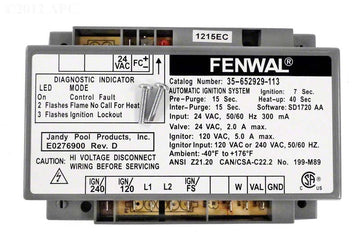 1215EC
24
VAC
FC+
FENWAL
Catalog Number: 35-652929-113
AUTOMATIC IGNITION SYSTEM Ignition: 7 Sec.
Pre-Purge: 15 Sec. Heat-up: 40 Sec
Inter-Purge: 15 Sec. Software: SD1720 AA
Input: 24 VAC, 50/60 Hz 300 mA
Valve: 24 VAC, 2.0 A max.
Ignitor: 120 VAC, 5.0 A max.
Ignitor Input: 120 VAC or 240 VAC, 50/60 HZ.
Ambient: -40°F to +176°F
ANSI Z21.20 CAN/CSA-C22.2 No. 199-M89
DIAGNOSTIC INDICATOR
LED MODE
On Control Fault
2 Flashes Flame No Call For Heat
3 Flashes Ignition Lockout
Jandy Pool Products, Inc.
E0276900 Rev. D
CAUTION
HI VOLTAGE DISCONNECT
WARNING BEFORE SERVICING
IGN/
240
IGN/
120
L1
L2
IGN/
FS
W
VAL
GND